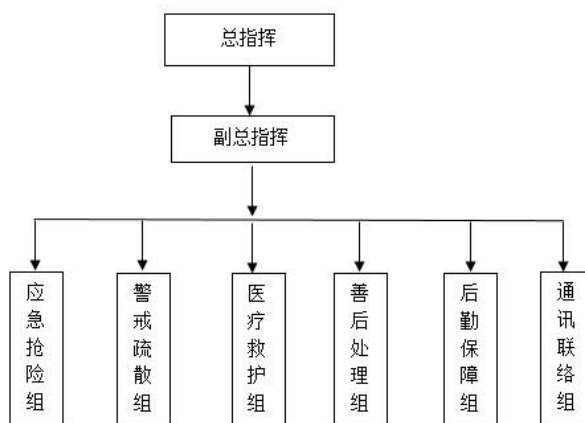 总指挥
副总指挥
应急抢险组
警戒疏散组
医疗救护组
善后处理组
后勤保障组
通讯联络组